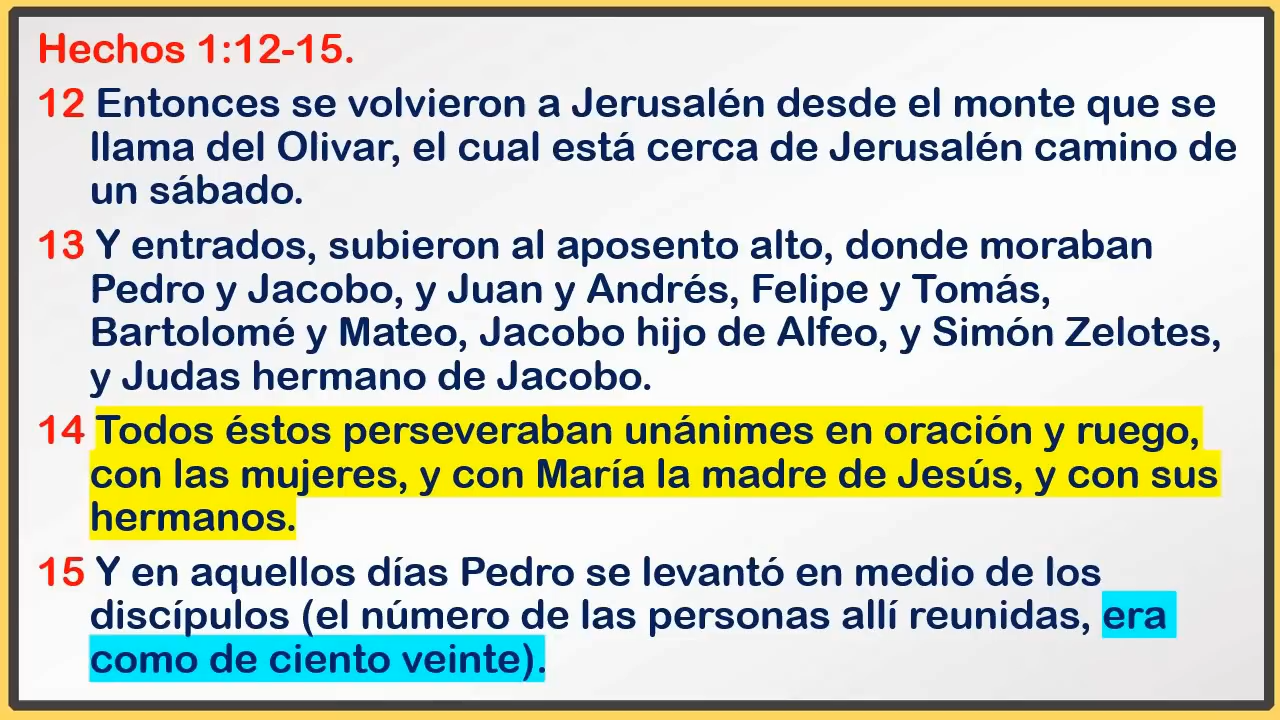 Hechos 1:12-15.
12 Entonces se volvieron a Jerusalén desde el monte que se
llama del Olivar, el cual está cerca de Jerusalén camino de
un sábado.
13 Y entrados, subieron al aposento alto, donde moraban
Pedro y Jacobo, y Juan y Andrés, Felipe y Tomás,
Bartolomé y Mateo, Jacobo hijo de Alfeo, y Simón Zelotes,
y Judas hermano de Jacobo.
14 Todos éstos perseveraban unánimes en oración y ruego,
con las mujeres, y con María la madre de Jesús, y con sus
hermanos.
15 Y en aquellos días Pedro se levantó en medio de los
discípulos (el número de las personas allí reunidas, era
como de ciento veinte).